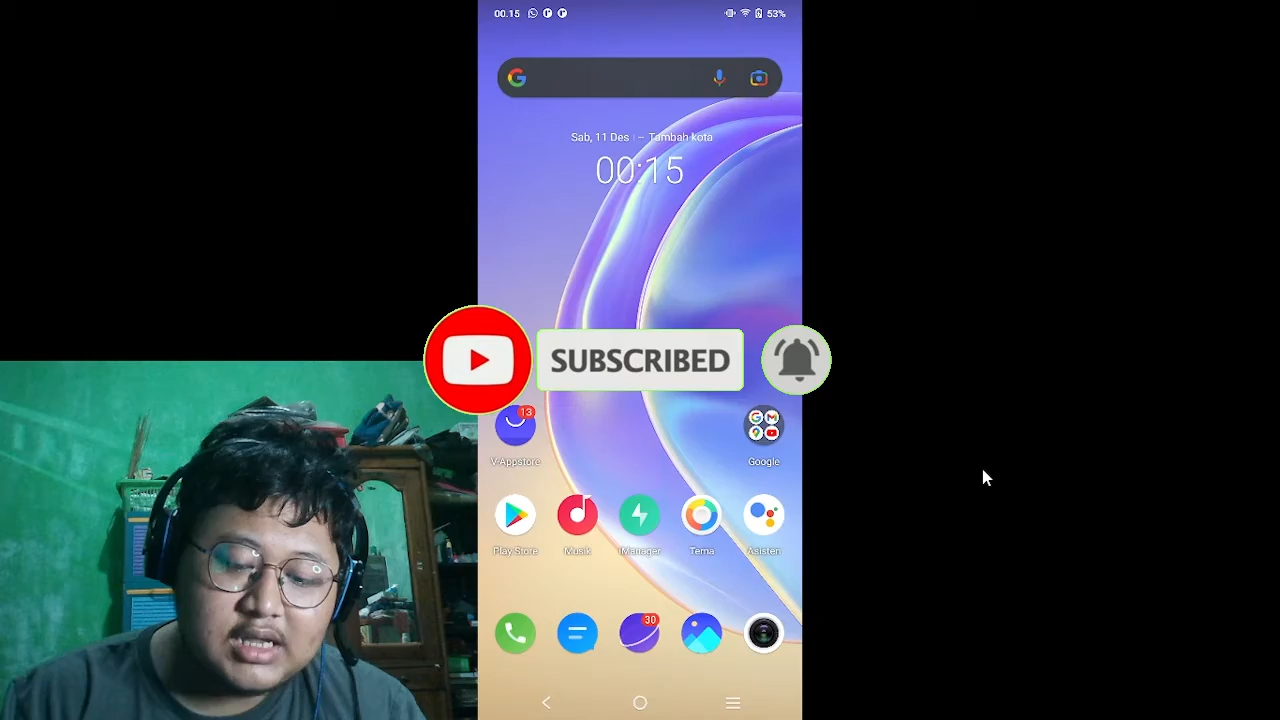 00.15
53%
Sab, 11 Des -- Tambah kota
00:15
SUBSCRIBED
13
V-Appstore
Google
Play Store
Musik
iManager
Tema
Asisten
30